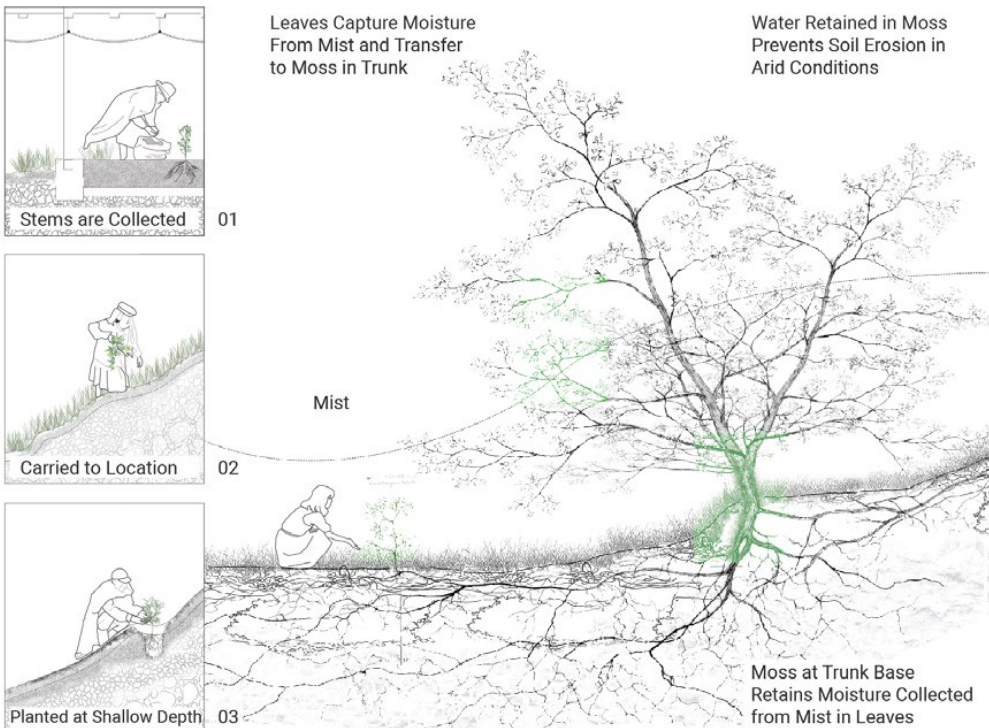 Leaves Capture Moisture
From Mist and Transfer
to Moss in Trunk
Water Retained in Moss
Prevents Soil Erosion in
Arid Conditions
Stems are Collected 01
Carried to Location 02
Mist
Planted at Shallow Depth 03
Moss at Trunk Base
Retains Moisture Collected
from Mist in Leaves